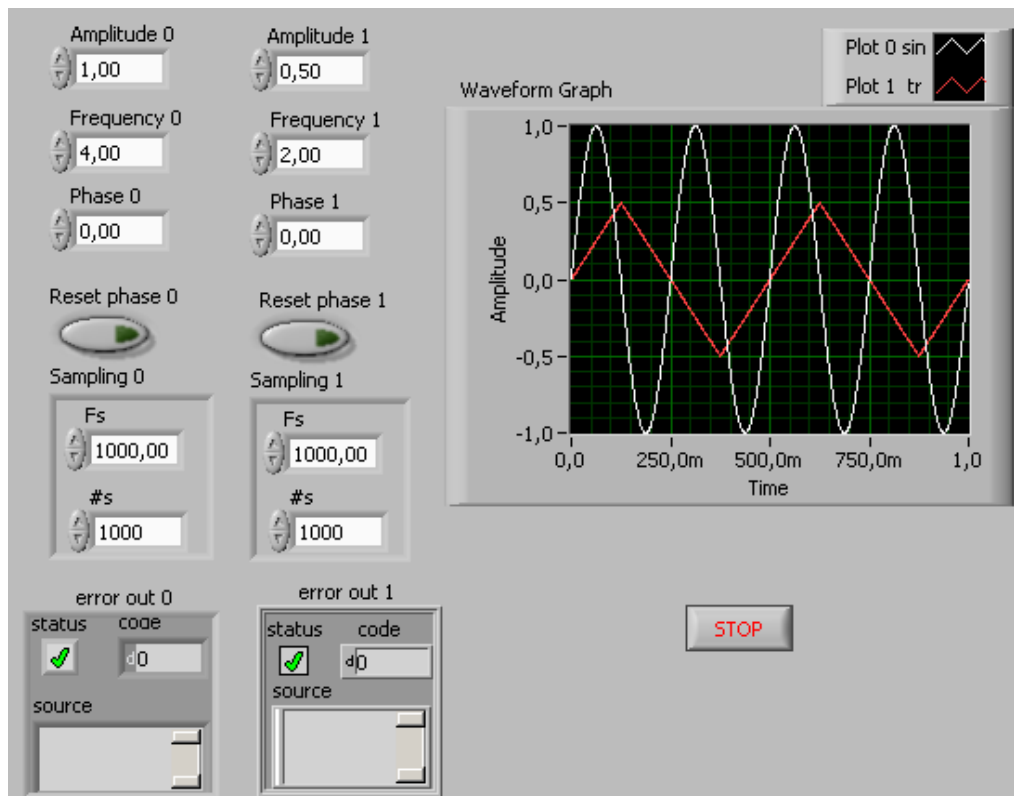 Amplitude 0
1,00
Frequency 0
4,00
Phase 0
0,00
Reset phase 0
Sampling 0
Fs
1000,00
#s
1000
error out 0
status code
d0
source
Amplitude 1
0,50
Frequency 1
2,00
Phase 1
0,00
Reset phase 1
Sampling 1
Fs
1000,00
#s
1000
error out 1
status code
d0
source
Plot 0 sin
Plot 1 tr
Waveform Graph
Amplitude
1,0
0,5
0,0
-0,5
-1,0
0,0 250,0m 500,0m 750,0m 1,0
Time
STOP